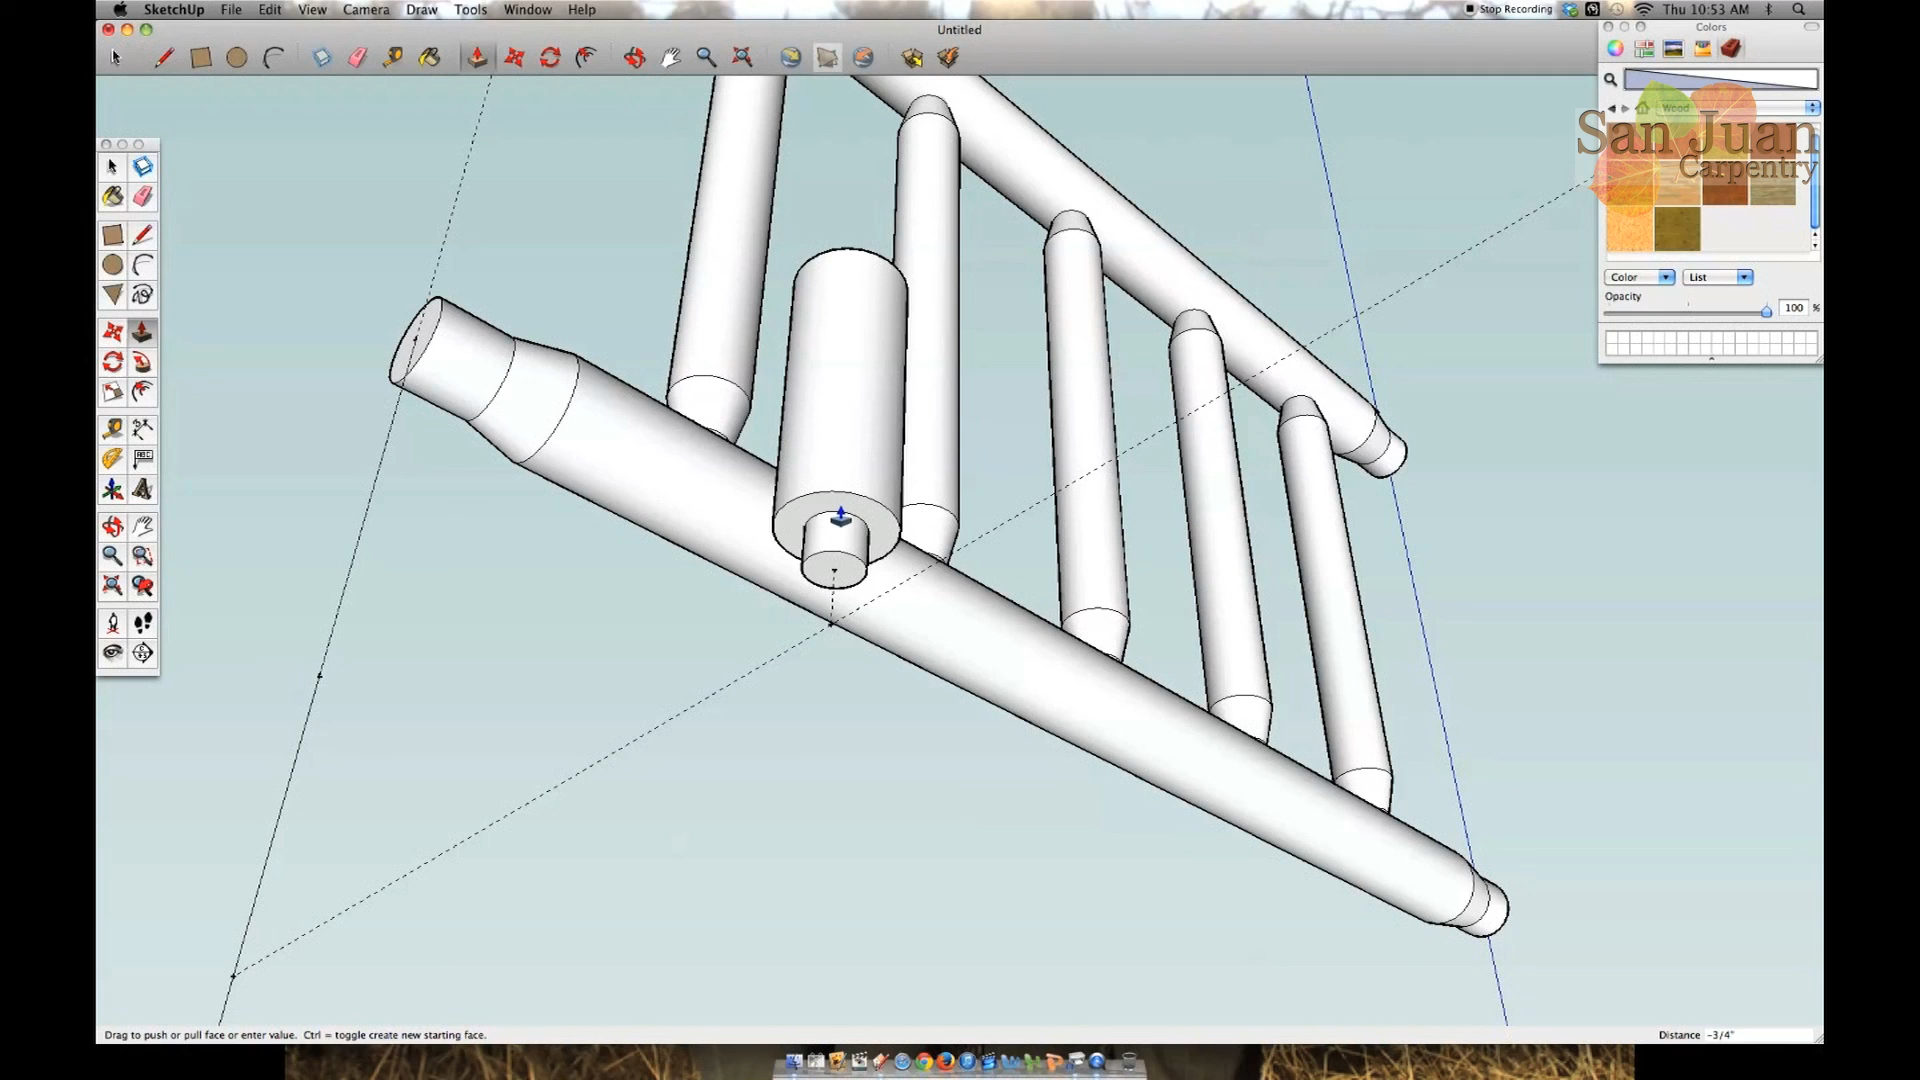 SketchUp File Edit View Camera Draw Tools Window Help
Stop Recording Thu 10:53 AM
Untitled
Colors
Wood
San Juan
Carpentry
Color List
Opacity
100 %
ABC
Drag to push or pull face or enter value. Ctrl = toggle create new starting face.
Distance -3/4"